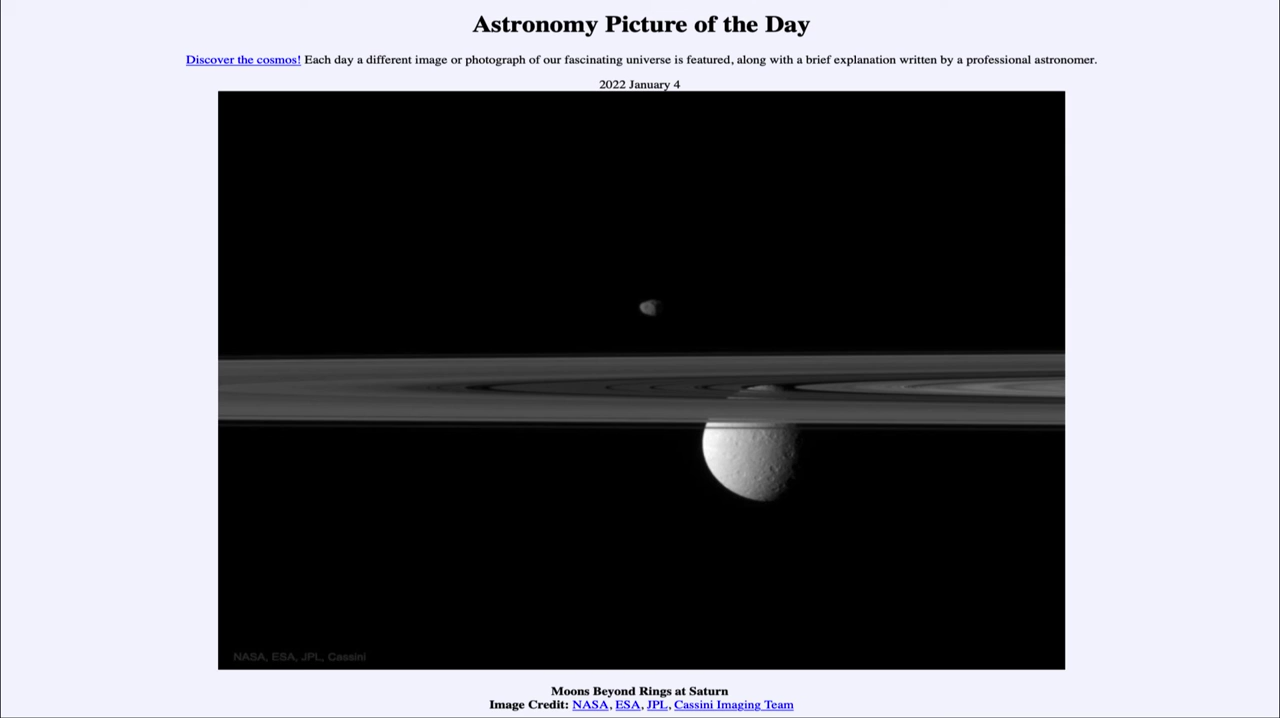 Astronomy Picture of the Day
Discover the cosmos! Each day a different image or photograph of our fascinating universe is featured, along with a brief explanation written by a professional astronomer.
2022 January 4
NASA, ESA, JPL, Cassini
Moons Beyond Rings at Saturn
Image Credit: NASA, ESA, JPL, Cassini Imaging Team